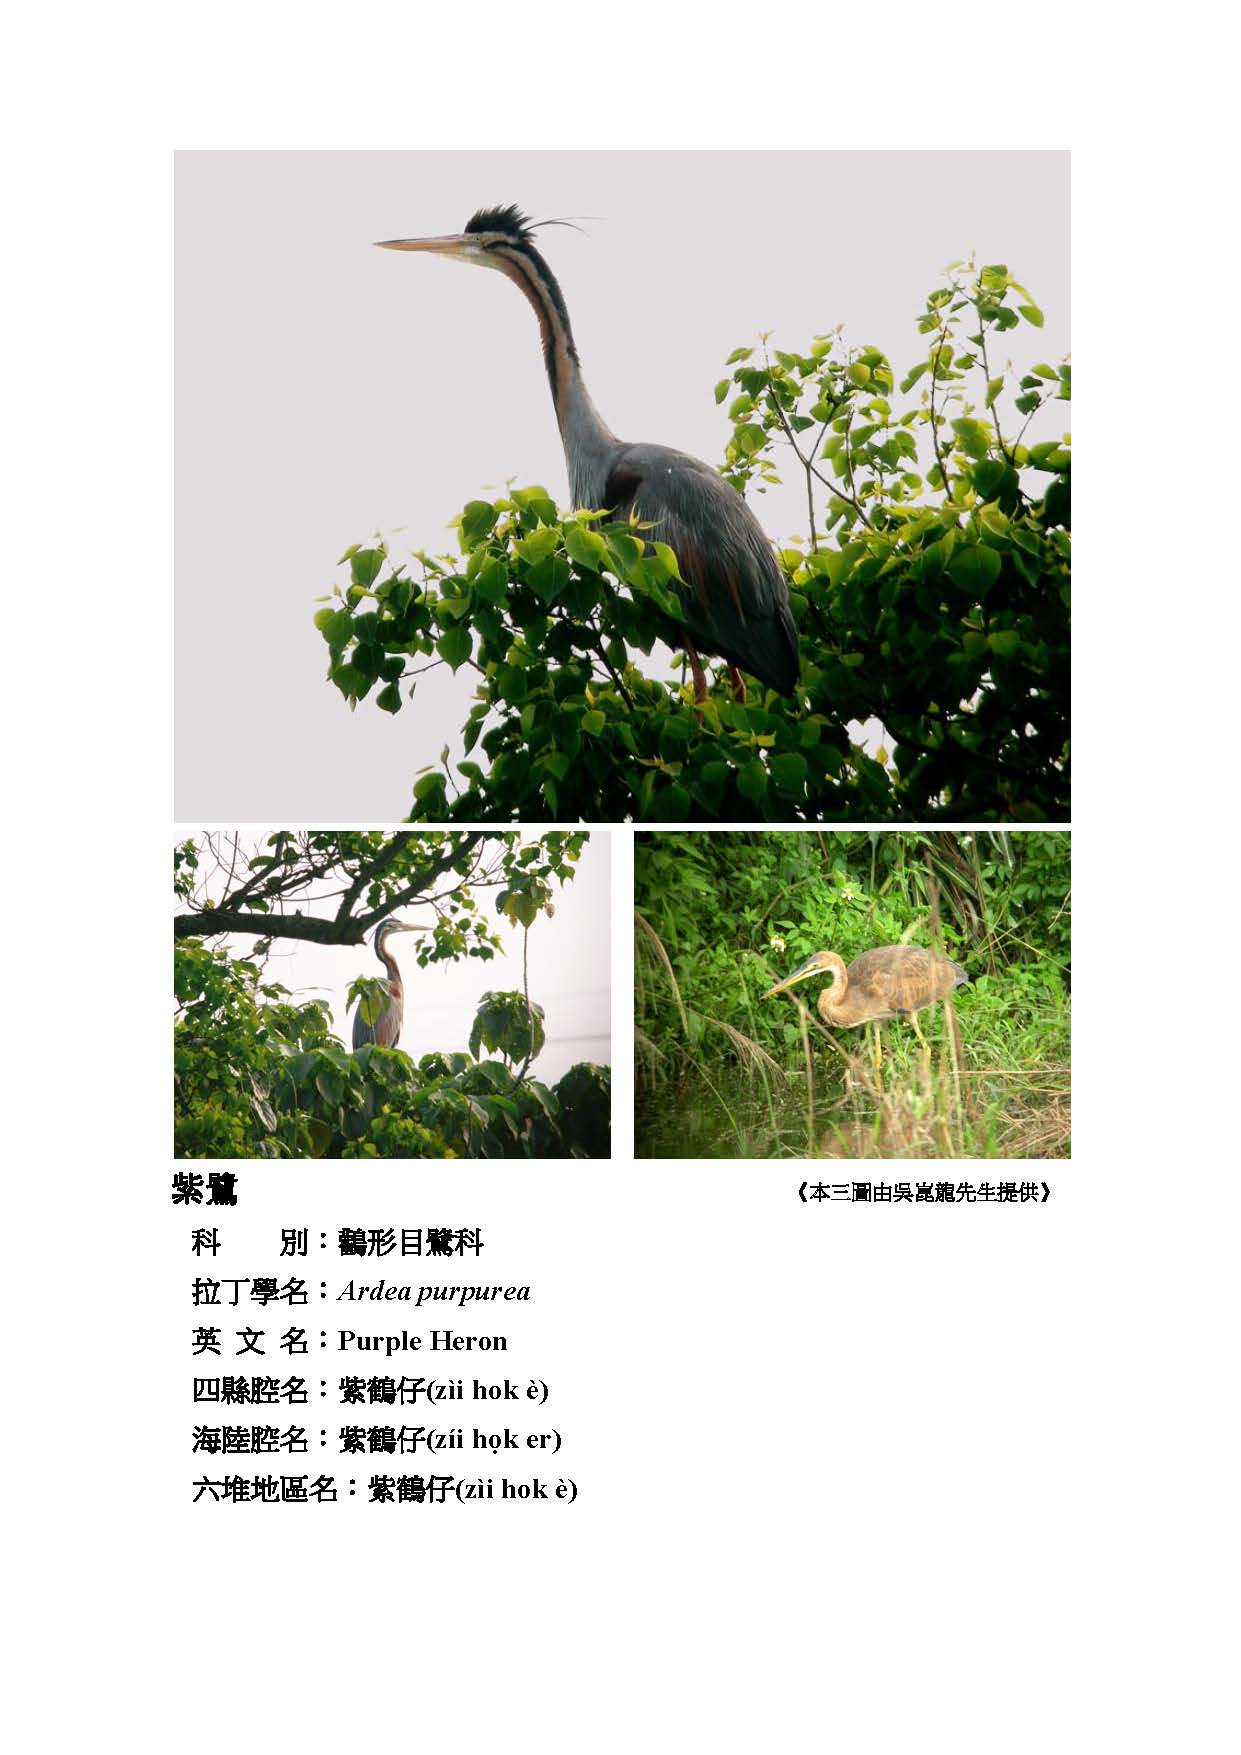 紫鷺
《本三圖由吳崑龍先生提供》
科　　別：鸛形目鷺科
拉丁學名：Ardea purpurea
英 文 名：Purple Heron
四縣腔名：紫鶴仔(zìi hok è)
海陸腔名：紫鶴仔(zíi họk er)
六堆地區名：紫鶴仔(zìi hok è)